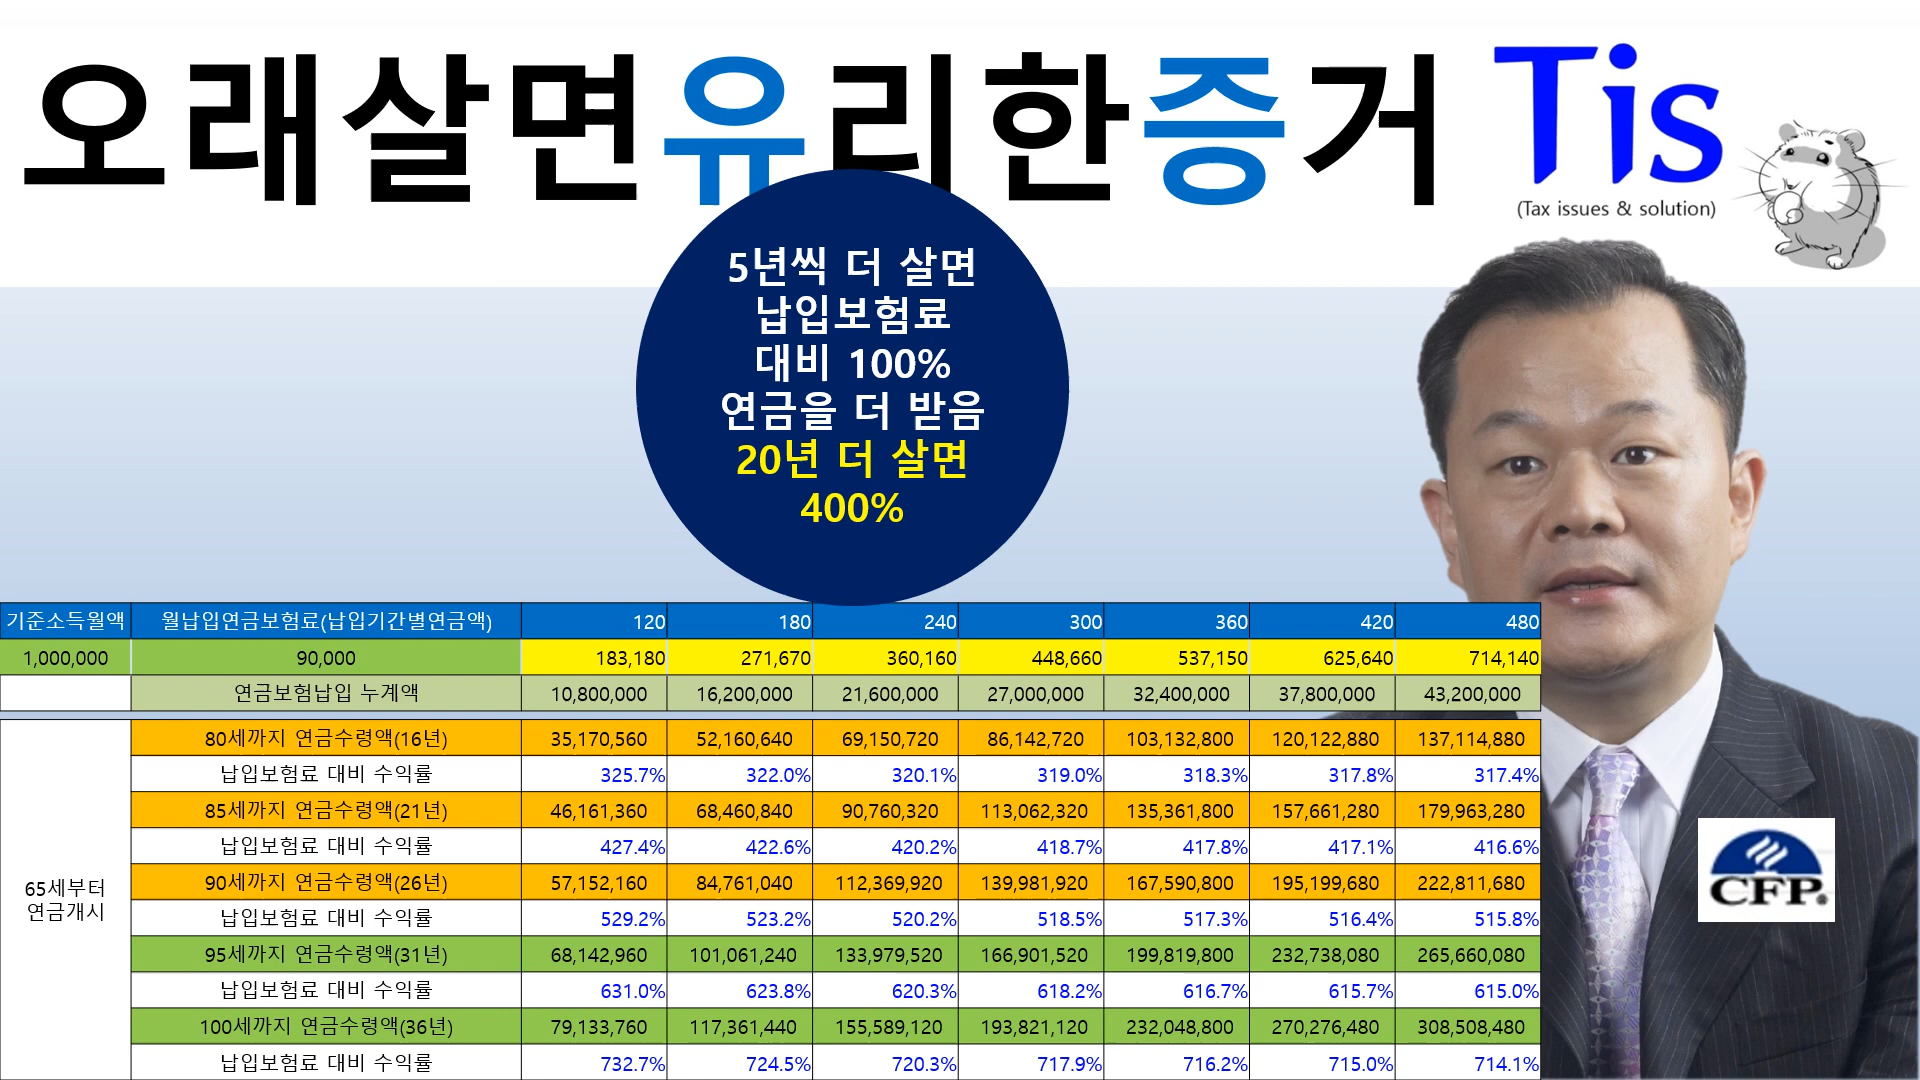 오래살면유리한증거
Tis
(Tax issues & solution)
5년씩 더 살면
납입보험료
대비 100%
연금을 더 받음
20년 더 살면
400%
기준소득월액 월납입연금보험료(납입기간별연금액) 120 180 240 300 360 420 480
1,000,000 90,000 183,180 271,670 360,160 448,660 537,150 625,640 714,140
연금보험납입 누계액 10,800,000 16,200,000 21,600,000 27,000,000 32,400,000 37,800,000 43,200,000
65세부터
연금개시
80세까지 연금수령액(16년) 35,170,560 52,160,640 69,150,720 86,142,720 103,132,800 120,122,880 137,114,880
납입보험료 대비 수익률 325.7% 322.0% 320.1% 319.0% 318.3% 317.8% 317.4%
85세까지 연금수령액(21년) 46,161,360 68,460,840 90,760,320 113,062,320 135,361,800 157,661,280 179,963,280
납입보험료 대비 수익률 427.4% 422.6% 420.2% 418.7% 417.8% 417.1% 416.6%
90세까지 연금수령액(26년) 57,152,160 84,761,040 112,369,920 139,981,920 167,590,800 195,199,680 222,811,680
납입보험료 대비 수익률 529.2% 523.2% 520.2% 518.5% 517.3% 516.4% 515.8%
95세까지 연금수령액(31년) 68,142,960 101,061,240 133,979,520 166,901,520 199,819,800 232,738,080 265,660,080
납입보험료 대비 수익률 631.0% 623.8% 620.3% 618.2% 616.7% 615.7% 615.0%
100세까지 연금수령액(36년) 79,133,760 117,361,440 155,589,120 193,821,120 232,048,800 270,276,480 308,508,480
납입보험료 대비 수익률 732.7% 724.5% 720.3% 717.9% 716.2% 715.0% 714.1%
CFP®